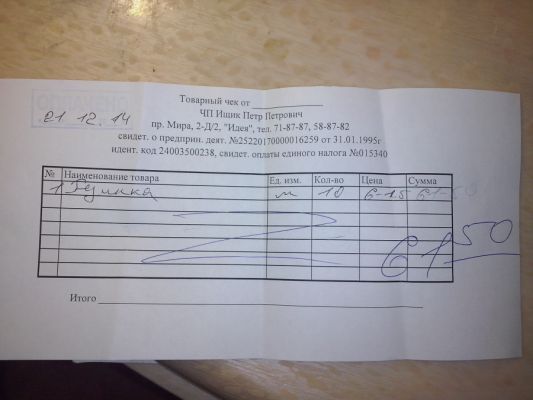 Товарный чек от
21 12. 14
ЧП Ищик Петр Петрович
пр. Мира, 2-Д/2, "Идея", тел. 71-87-87, 58-87-82
свидет. о предприн. деят. №25220170000016259 от 31.01.1995г
идент. код 24003500238, свидет. оплаты единого налога №015340
№ Наименование товара Ед. изм. Кол-во Цена Сумма
1 м 10 6-15 61-50
61 50
Итого